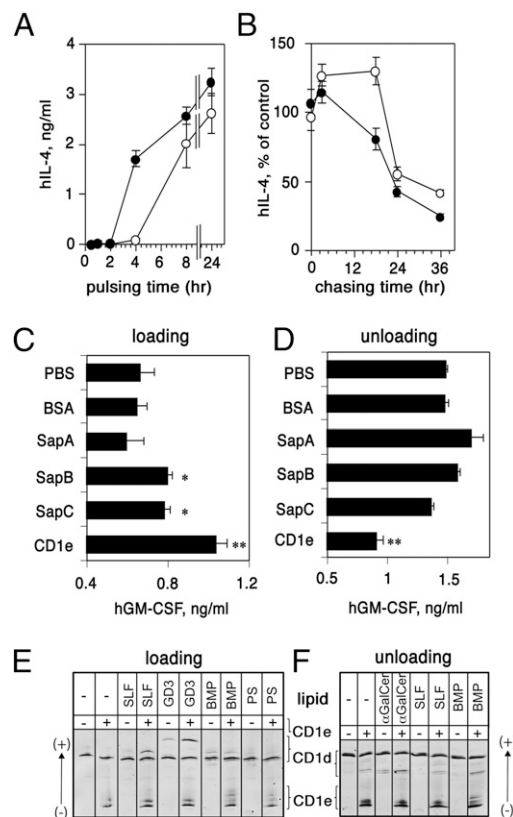 A
B
hIL-4, ng/ml
4
3
2
1
0
0 2 4 6 8 24
pulsing time (hr)
hIL-4, % of control
150
100
50
0
0 12 24 36
chasing time (hr)
C
loading
PBS
BSA
SapA
SapB *
SapC *
CD1e **
0.4 0.8 1.2
hGM-CSF, ng/ml
D
unloading
PBS
BSA
SapA
SapB
SapC
CD1e **
0.5 1 1.5
hGM-CSF, ng/ml
E
loading
- - SLF SLF GD3 GD3 BMP BMP PS PS
- + - + - + - + - +
(+)
(-)
F
unloading
lipid
- - αGalCer αGalCer SLF SLF BMP BMP
CD1e
- + - + - + - +
CD1d
CD1e
(+)
(-)